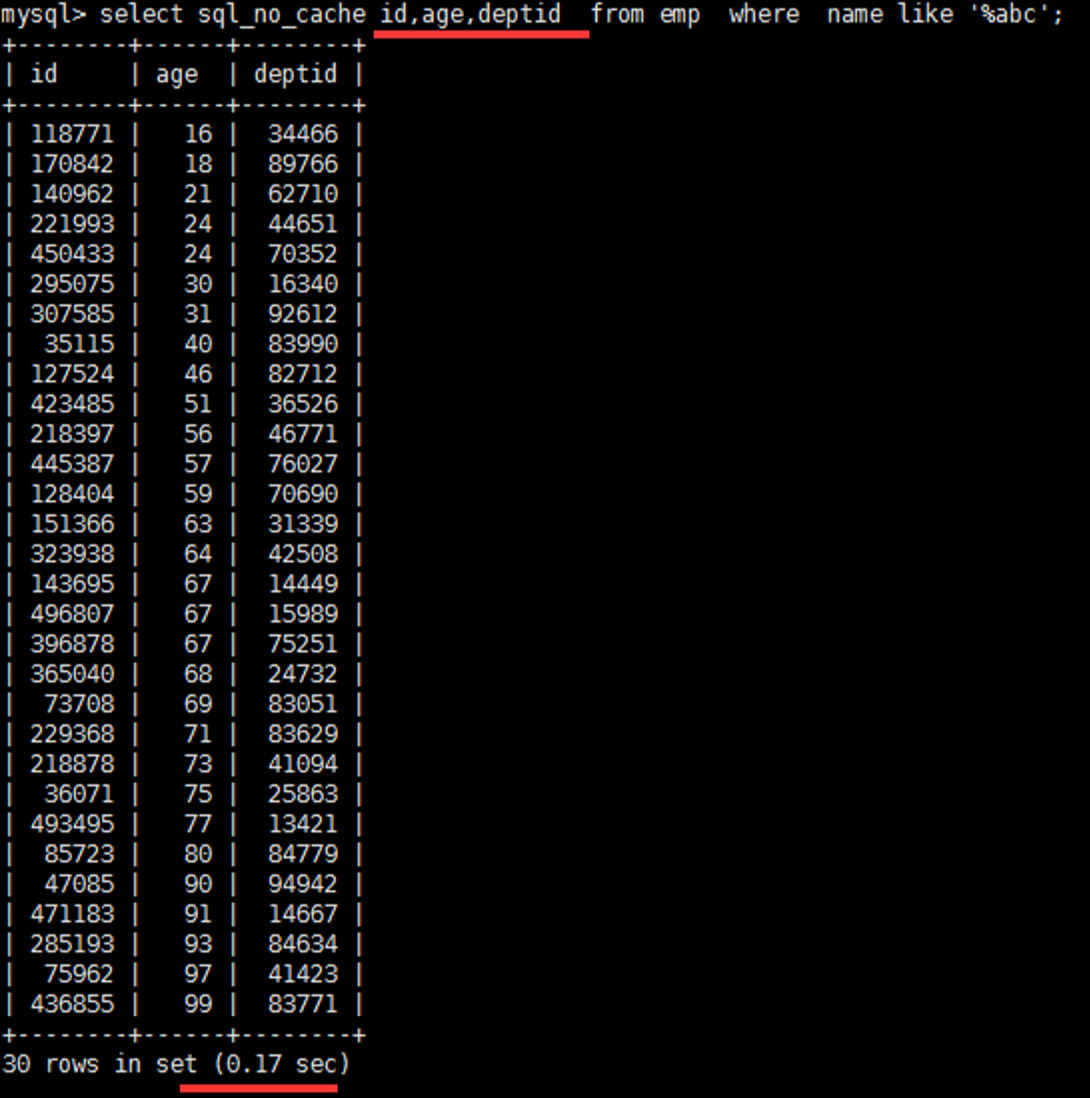 mysql> select sql_no_cache id,age,deptid  from emp  where  name like '%abc';
+--------+------+--------+
| id     | age  | deptid |
+--------+------+--------+
| 118771 |   16 |  34466 |
| 170842 |   18 |  89766 |
| 140962 |   21 |  62710 |
| 221993 |   24 |  44651 |
| 450433 |   24 |  70352 |
| 295075 |   30 |  16340 |
| 307585 |   31 |  92612 |
|  35115 |   40 |  83990 |
| 127524 |   46 |  82712 |
| 423485 |   51 |  36526 |
| 218397 |   56 |  46771 |
| 445387 |   57 |  76027 |
| 128404 |   59 |  70690 |
| 151366 |   63 |  31339 |
| 323938 |   64 |  42508 |
| 143695 |   67 |  14449 |
| 496807 |   67 |  15989 |
| 396878 |   67 |  75251 |
| 365040 |   68 |  24732 |
|  73708 |   69 |  83051 |
| 229368 |   71 |  83629 |
| 218878 |   73 |  41094 |
|  36071 |   75 |  25863 |
| 493495 |   77 |  13421 |
|  85723 |   80 |  84779 |
|  47085 |   90 |  94942 |
| 471183 |   91 |  14667 |
| 285193 |   93 |  84634 |
|  75962 |   97 |  41423 |
| 436855 |   99 |  83771 |
+--------+------+--------+
30 rows in set (0.17 sec)